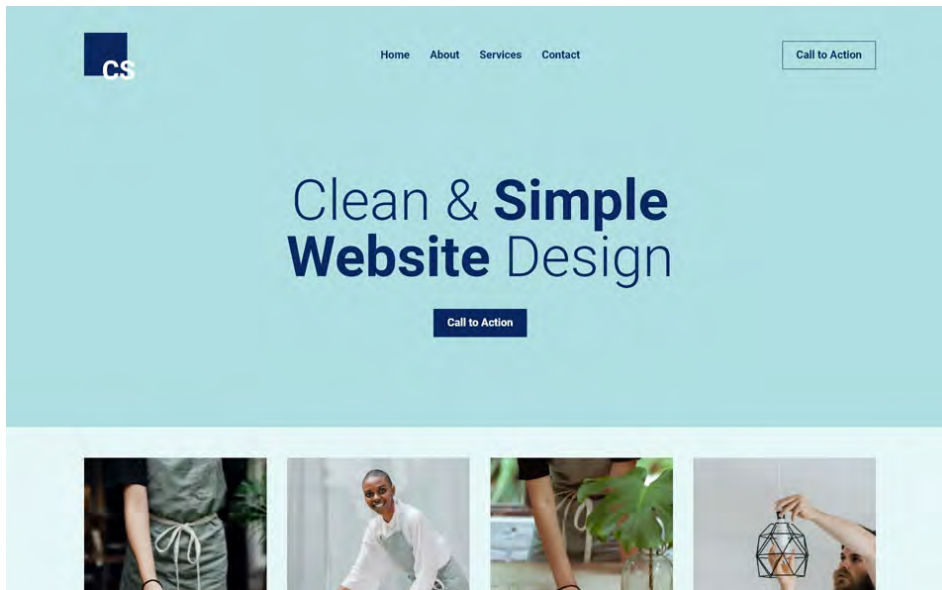 CS
Home About Services Contact
Call to Action
Clean & Simple
Website Design
Call to Action